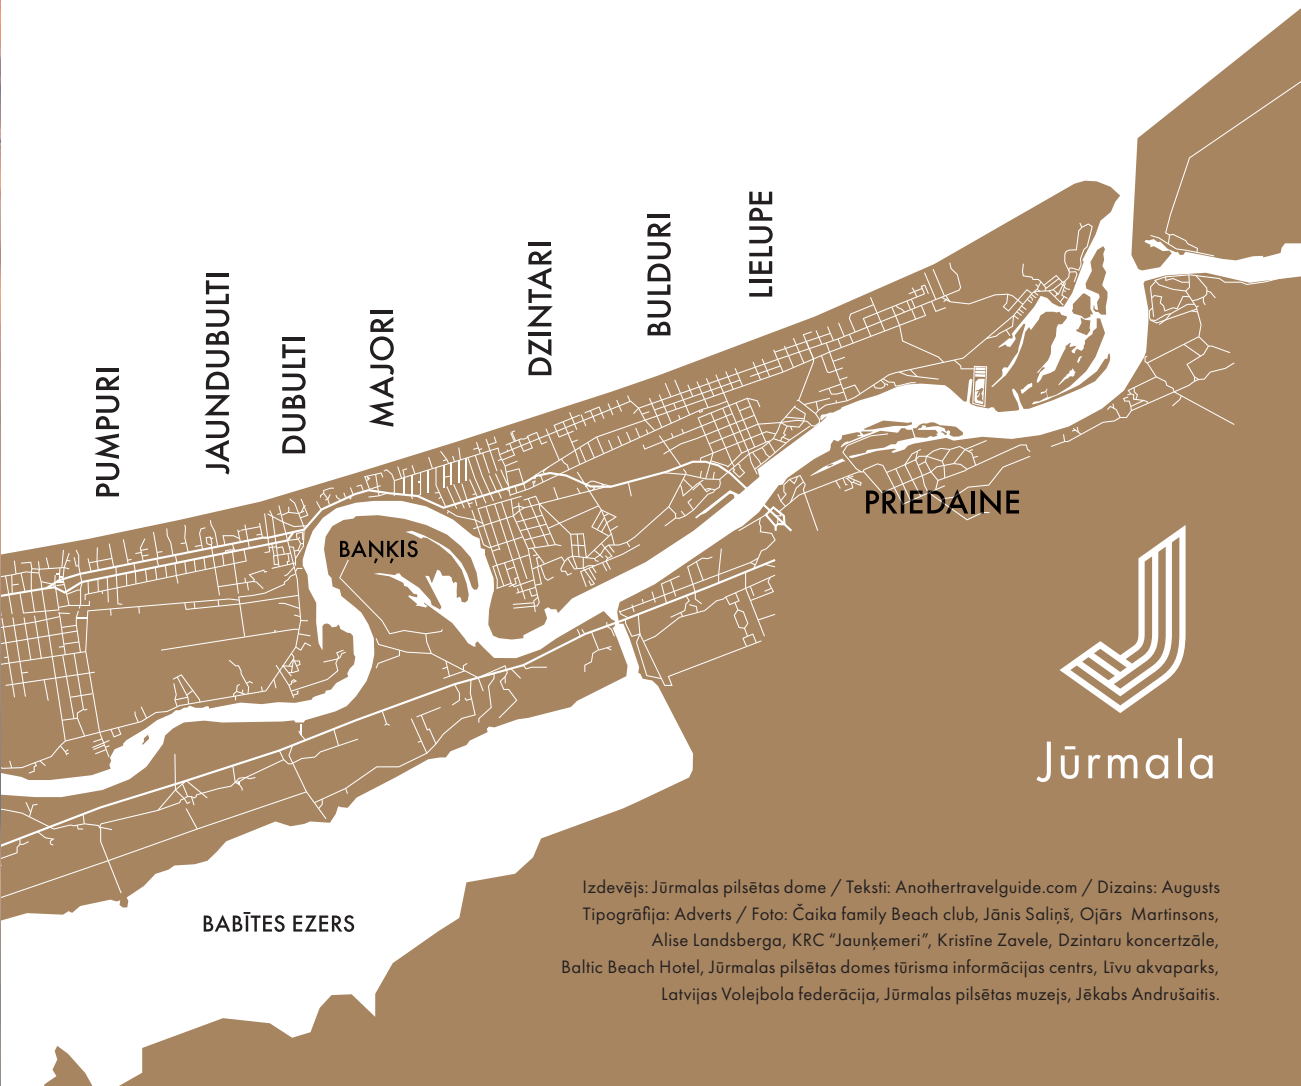 PUMPURI
JAUNDUBULTI
DUBULTI
MAJORI
DZINTARI
BULDURI
LIELUPE
PRIEDAINE
BAŅĶIS
Jūrmala
BABĪTES EZERS
Izdevējs: Jūrmalas pilsētas dome / Teksti: Anothertravelguide.com / Dizains: Augusts
Tipogrāfija: Adverts / Foto: Čaika family Beach club, Jānis Saliņš, Ojārs Martinsons,
Alise Landsberga, KRC “Jaunķemeri”, Kristīne Zavele, Dzintaru koncertzāle,
Baltic Beach Hotel, Jūrmalas pilsētas domes tūrisma informācijas centrs, Līvu akvaparks,
Latvijas Volejbola federācija, Jūrmalas pilsētas muzejs, Jēkabs Andrušaitis.